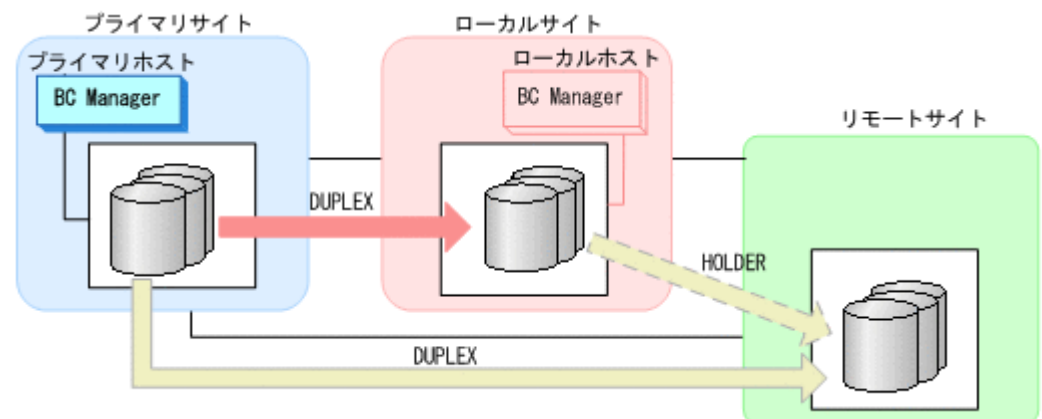 プライマリサイト
ローカルサイト
プライマリホスト
ローカルホスト
BC Manager
BC Manager
リモートサイト
DUPLEX
HOLDER
DUPLEX